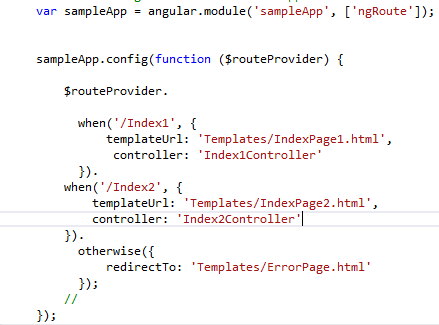 var sampleApp = angular.module('sampleApp', ['ngRoute']);
sampleApp.config(function ($routeProvider) {
$routeProvider.
when('/Index1', {
templateUrl: 'Templates/IndexPage1.html',
controller: 'Index1Controller'
}).
when('/Index2', {
templateUrl: 'Templates/IndexPage2.html',
controller: 'Index2Controller'
}).
otherwise({
redirectTo: 'Templates/ErrorPage.html'
});
//
});